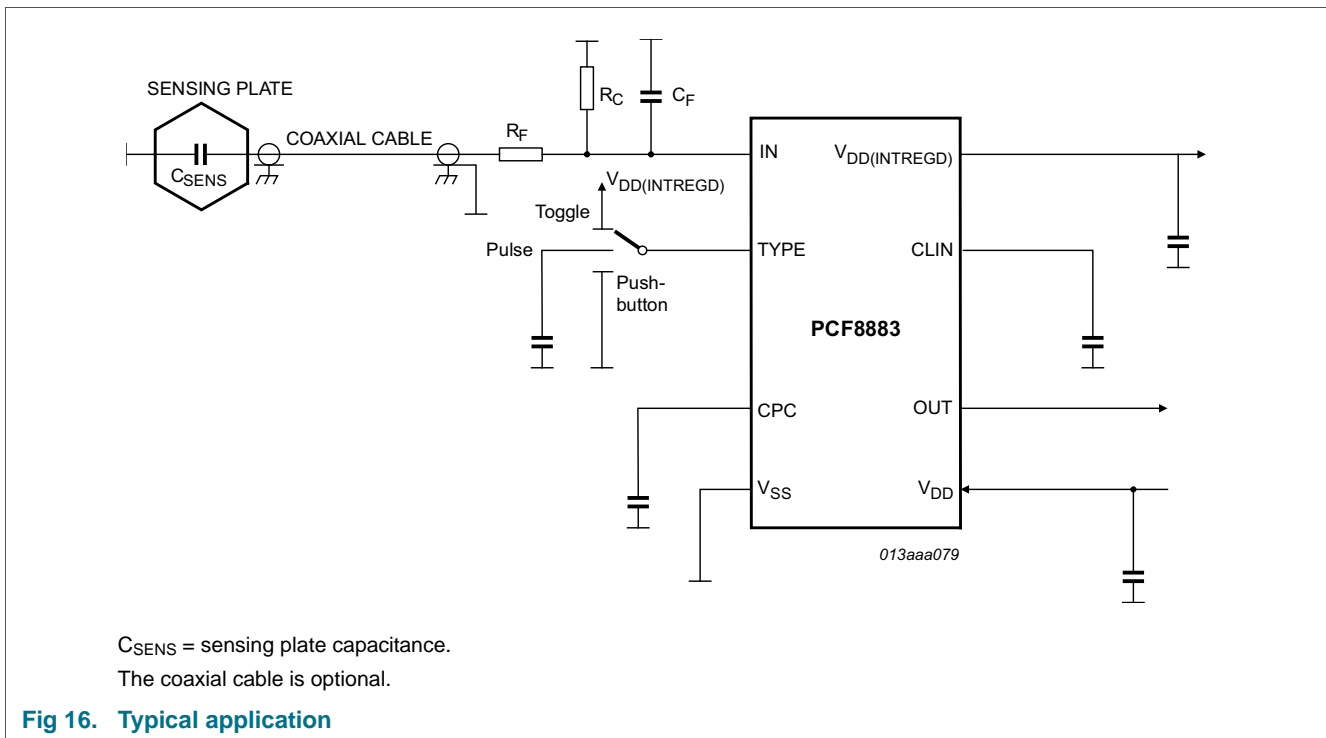 SENSING PLATE
C_SENS
COAXIAL CABLE
R_F
R_C
C_F
V_DD(INTREGD)
Toggle
Pulse
Push-
button
IN
V_DD(INTREGD)
TYPE
CLIN
PCF8883
CPC
OUT
V_SS
V_DD
013aaa079
C_SENS = sensing plate capacitance.
The coaxial cable is optional.
Fig 16. Typical application